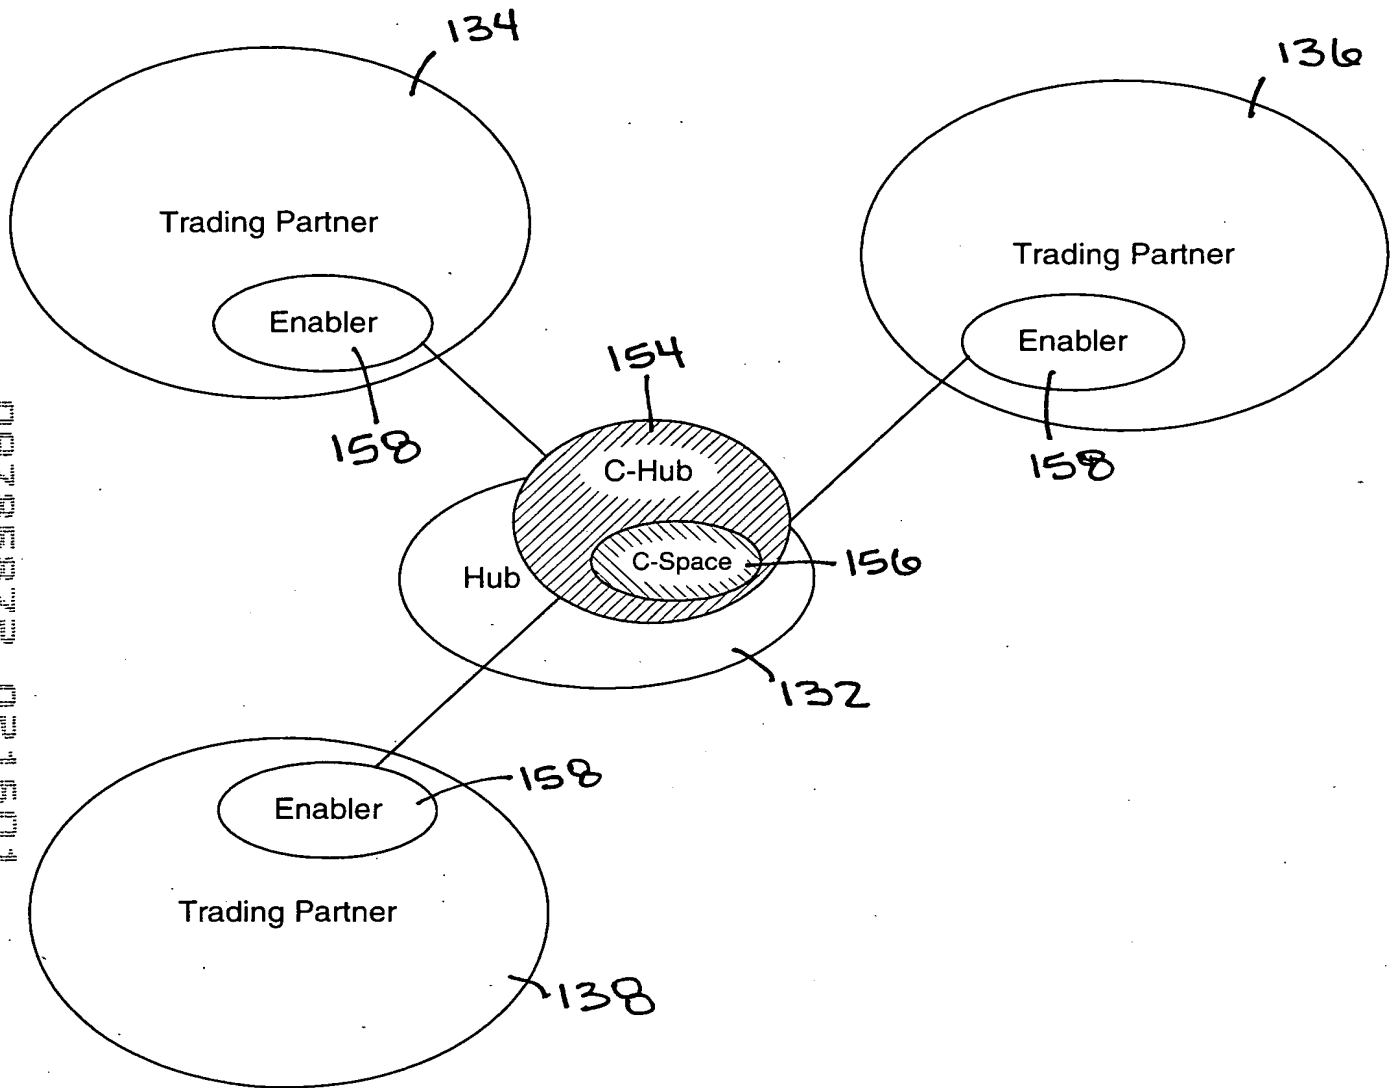 134
136
Trading Partner
Trading Partner
Enabler
Enabler
154
158
158
C-Hub
C-Space
156
Hub
132
158
Enabler
Trading Partner
138